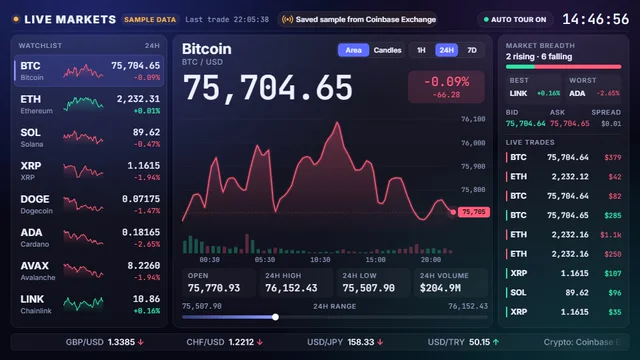 LIVE MARKETS SAMPLE DATA Last trade 22:05:38 Saved sample from Coinbase Exchange AUTO TOUR ON 14:46:56
WATCHLIST 24H
BTC 75,704.65
Bitcoin -0.09%
ETH 2,232.31
Ethereum +0.01%
SOL 89.62
Solana -0.47%
XRP 1.1615
XRP -1.94%
DOGE 0.07175
Dogecoin -1.47%
ADA 0.18165
Cardano -2.65%
AVAX 8.2260
Avalanche -1.94%
LINK 10.86
Chainlink +0.16%
Bitcoin
BTC / USD
Area Candles 1H 24H 7D
75,704.65
-0.09%
-66.28
76,100
76,000
75,900
75,800
75,705
00:30 05:30 10:30 15:00 20:00
OPEN 24H HIGH 24H LOW 24H VOLUME
75,770.93 76,152.43 75,507.90 $204.9M
75,507.90 24H RANGE 76,152.43
MARKET BREADTH
2 rising · 6 falling
BEST WORST
LINK +0.16% ADA -2.65%
BID ASK SPREAD
75,704.64 75,704.65 $0.01
LIVE TRADES
BTC 75,704.64 $379
ETH 2,232.12 $42
BTC 75,704.64 $82
BTC 75,704.65 $285
ETH 2,232.16 $1.1k
ETH 2,232.16 $250
XRP 1.1615 $107
SOL 89.62 $96
XRP 1.1615 $35
GBP/USD 1.3385 ↓ CHF/USD 1.2212 ↓ USD/JPY 158.33 ↓ USD/TRY 50.15 ↑ Crypto: Coinbase